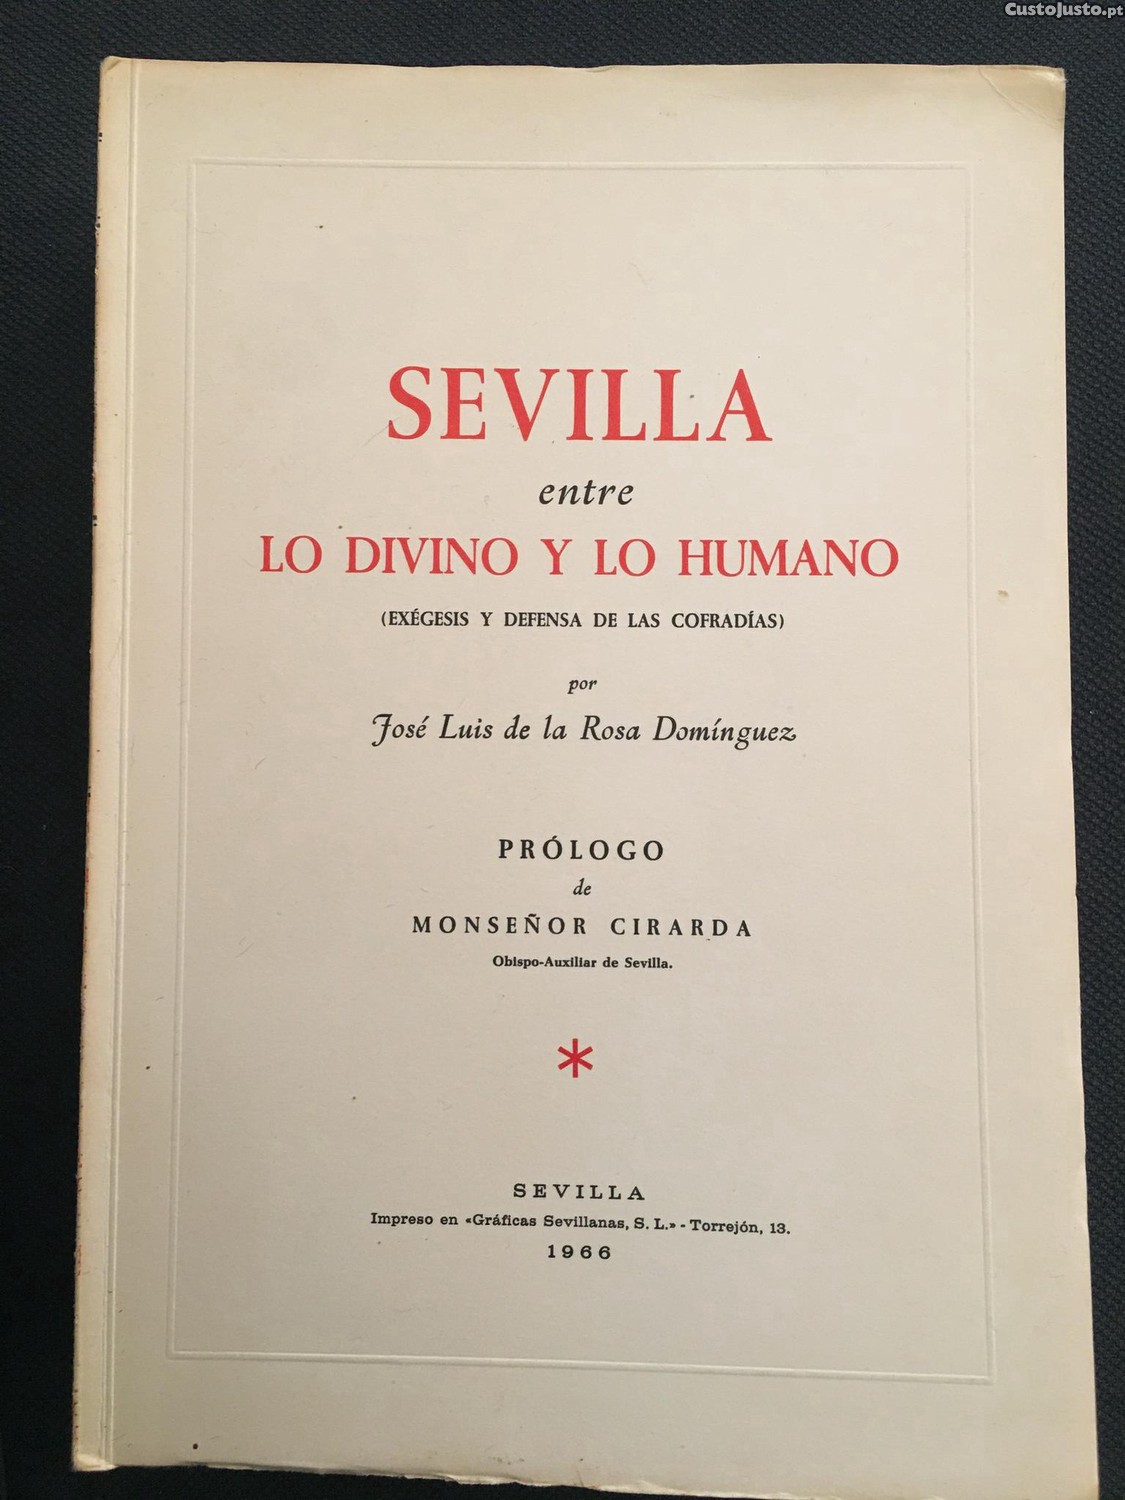 CustoJusto.pt
SEVILLA
entre
LO DIVINO Y LO HUMANO
(EXÉGESIS Y DEFENSA DE LAS COFRADÍAS)
por
José Luis de la Rosa Domínguez
PRÓLOGO
de
MONSEÑOR CIRARDA
Obispo-Auxiliar de Sevilla.
*
SEVILLA
Impreso en «Gráficas Sevillanas, S. L.» - Torrejón, 13.
1966